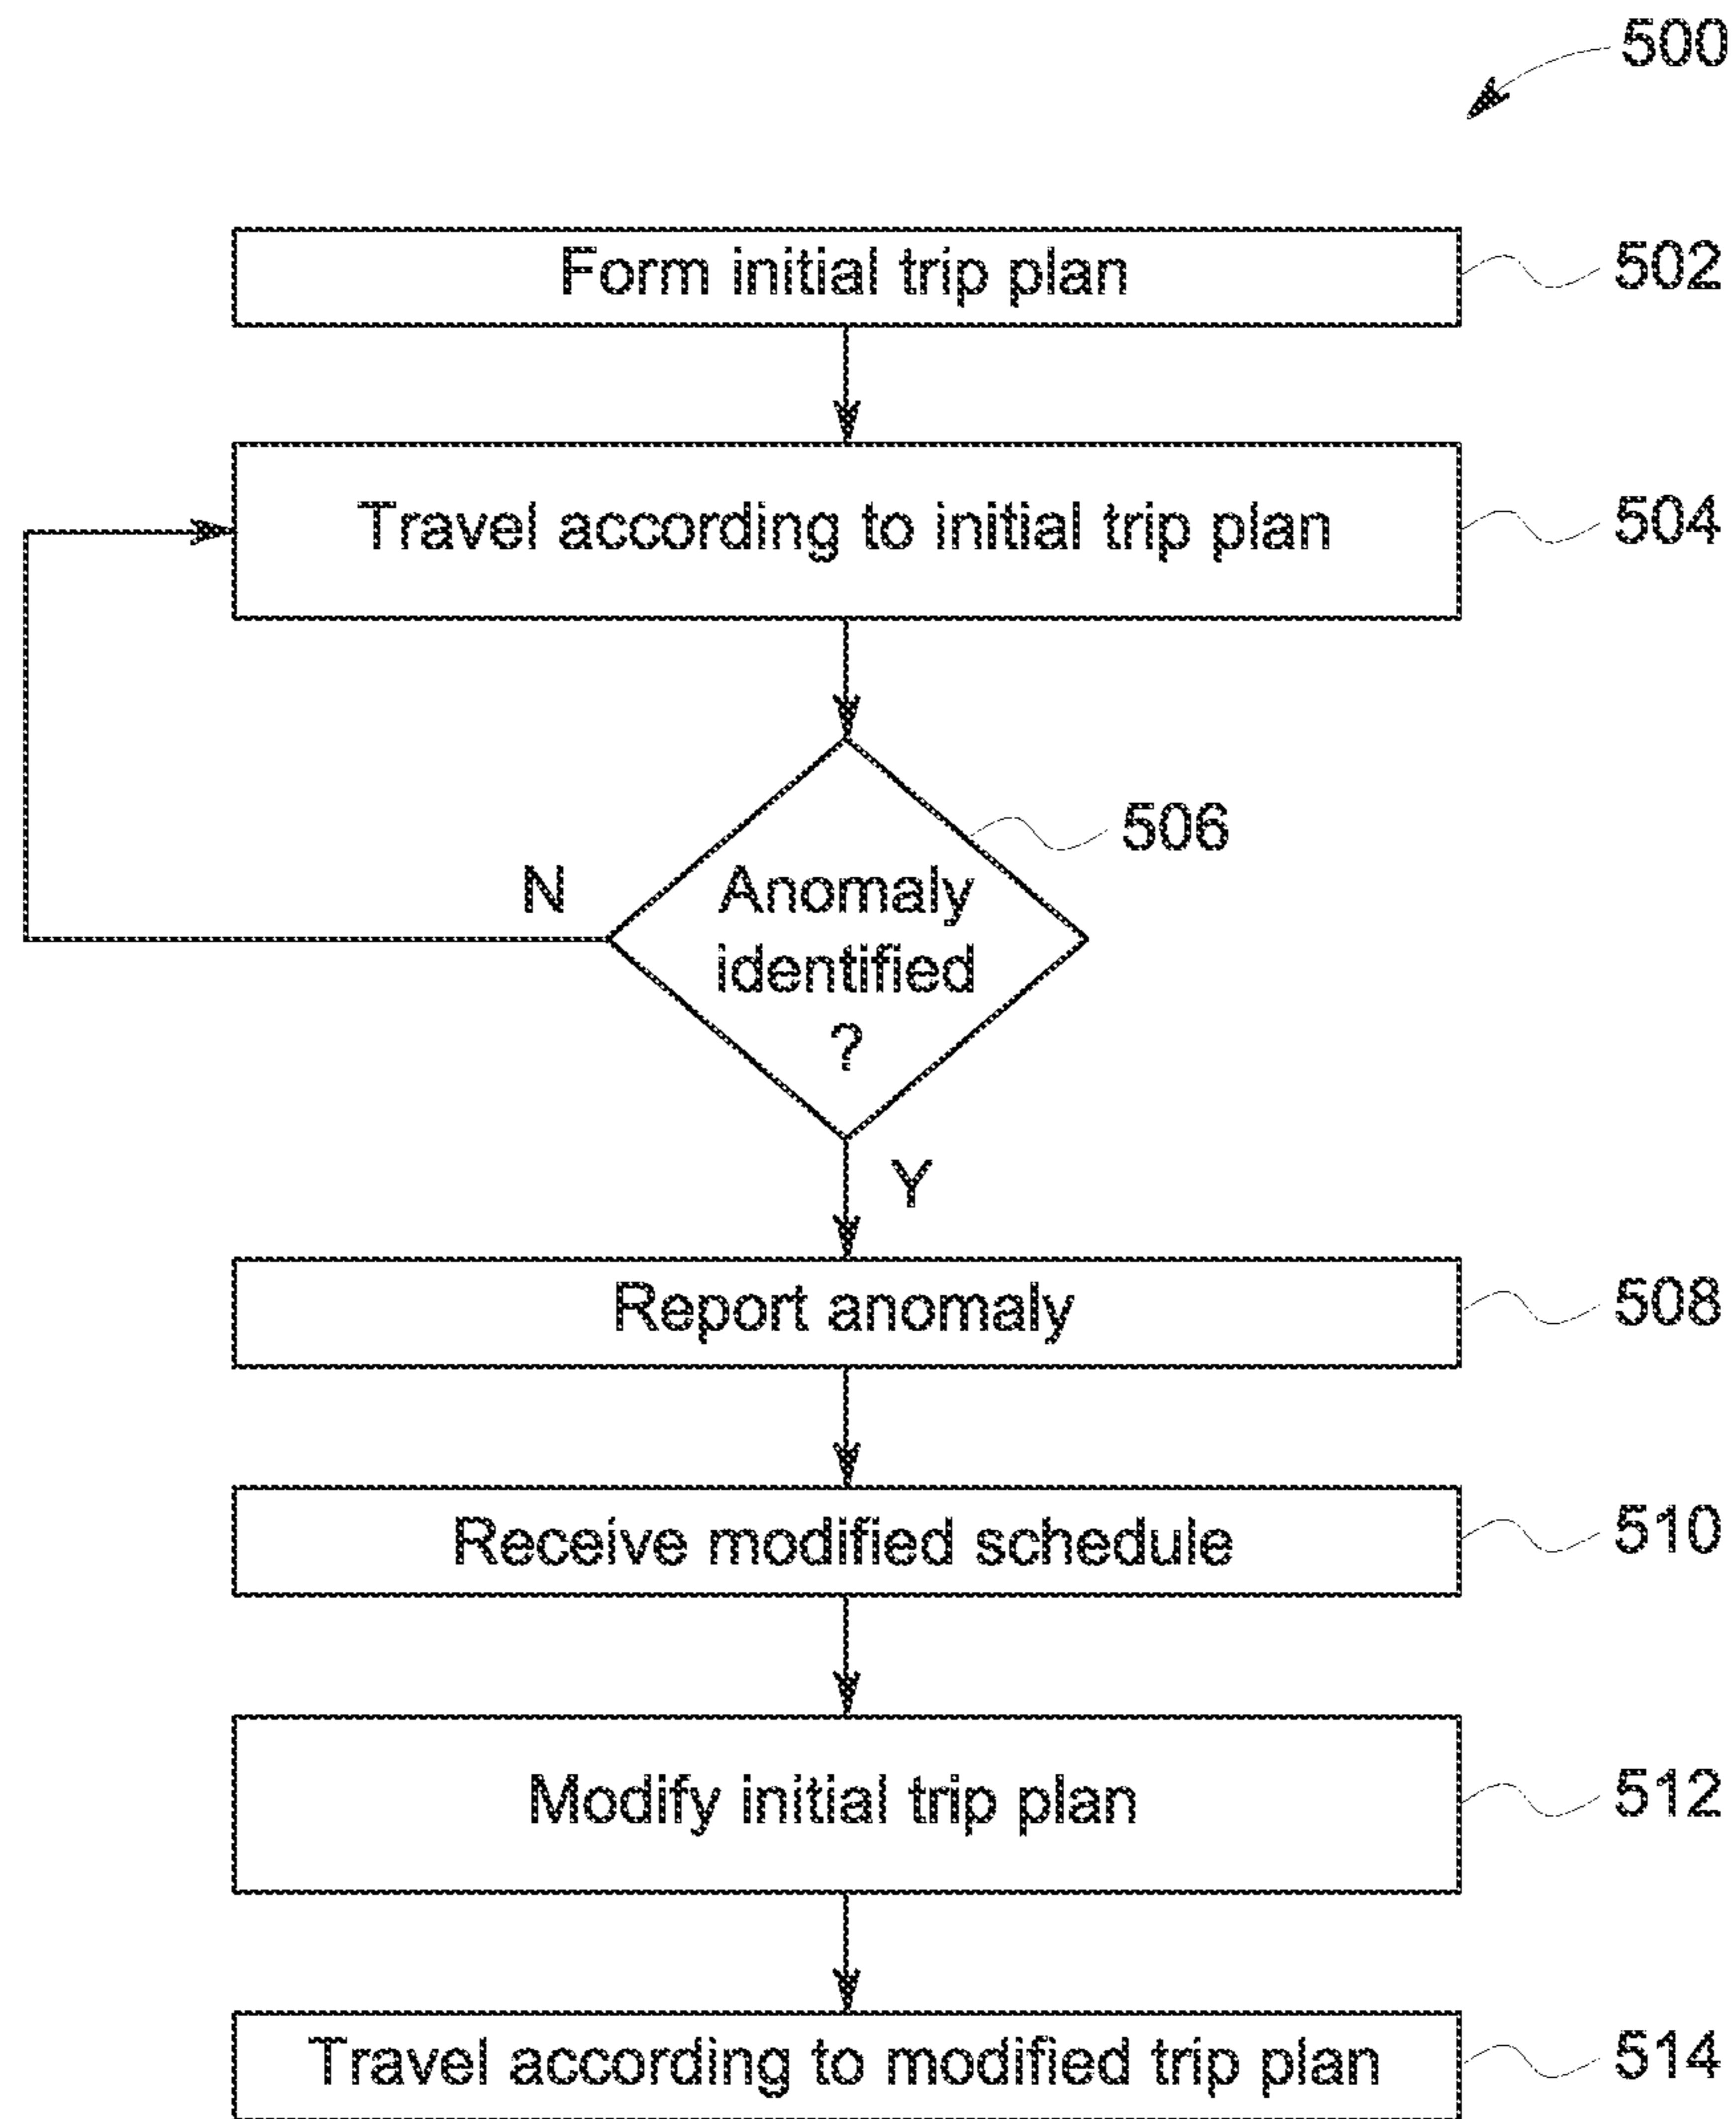 500
Form initial trip plan
502
Travel according to initial trip plan
504
506
N
Anomaly
identified
?
Y
Report anomaly
508
Receive modified schedule
510
Modify initial trip plan
512
Travel according to modified trip plan
514